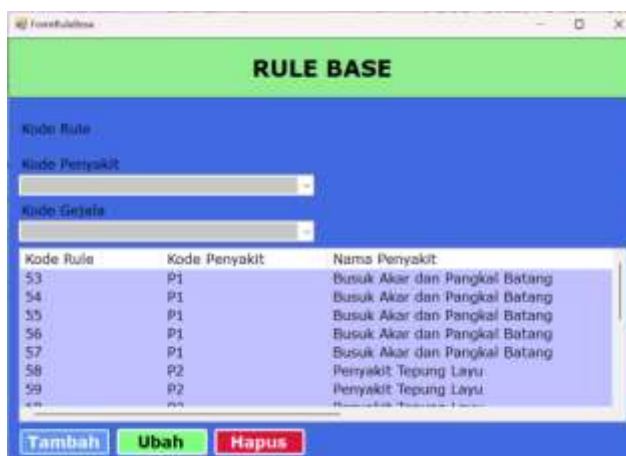 FormRuleBase
RULE BASE
Kode Rule
Kode Penyakit
Kode Gejala
Kode Rule Kode Penyakit Nama Penyakit
53 P1 Busuk Akar dan Pangkal Batang
54 P1 Busuk Akar dan Pangkal Batang
55 P1 Busuk Akar dan Pangkal Batang
56 P1 Busuk Akar dan Pangkal Batang
57 P1 Busuk Akar dan Pangkal Batang
58 P2 Penyakit Tepung Layu
59 P2 Penyakit Tepung Layu
Tambah Ubah Hapus